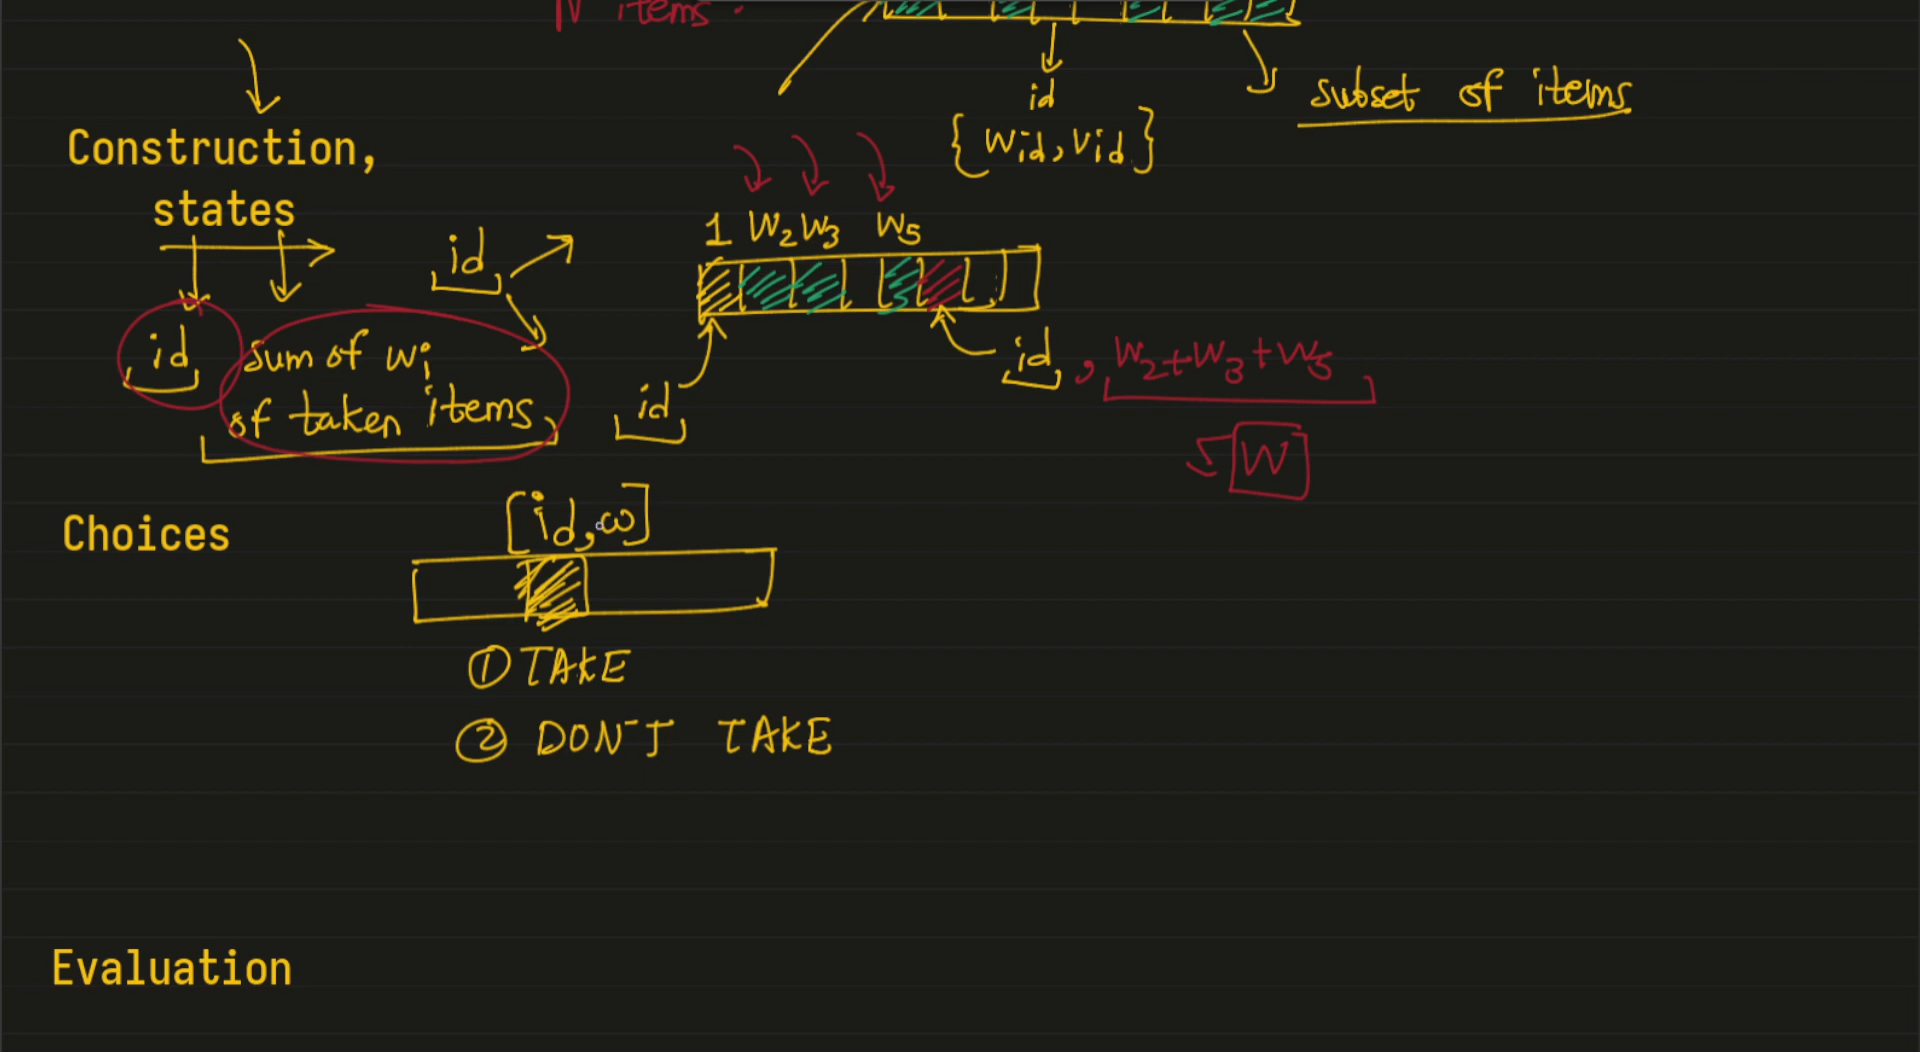 N items.
id
{ Wid, Vid }
subset of items
Construction,
states
id
1 W2 W3 W5
id
sum of wi
of taken items
id
id, W2+W3+W5
≤ W
Choices
[id, ω]
① TAKE
② DON'T TAKE
Evaluation